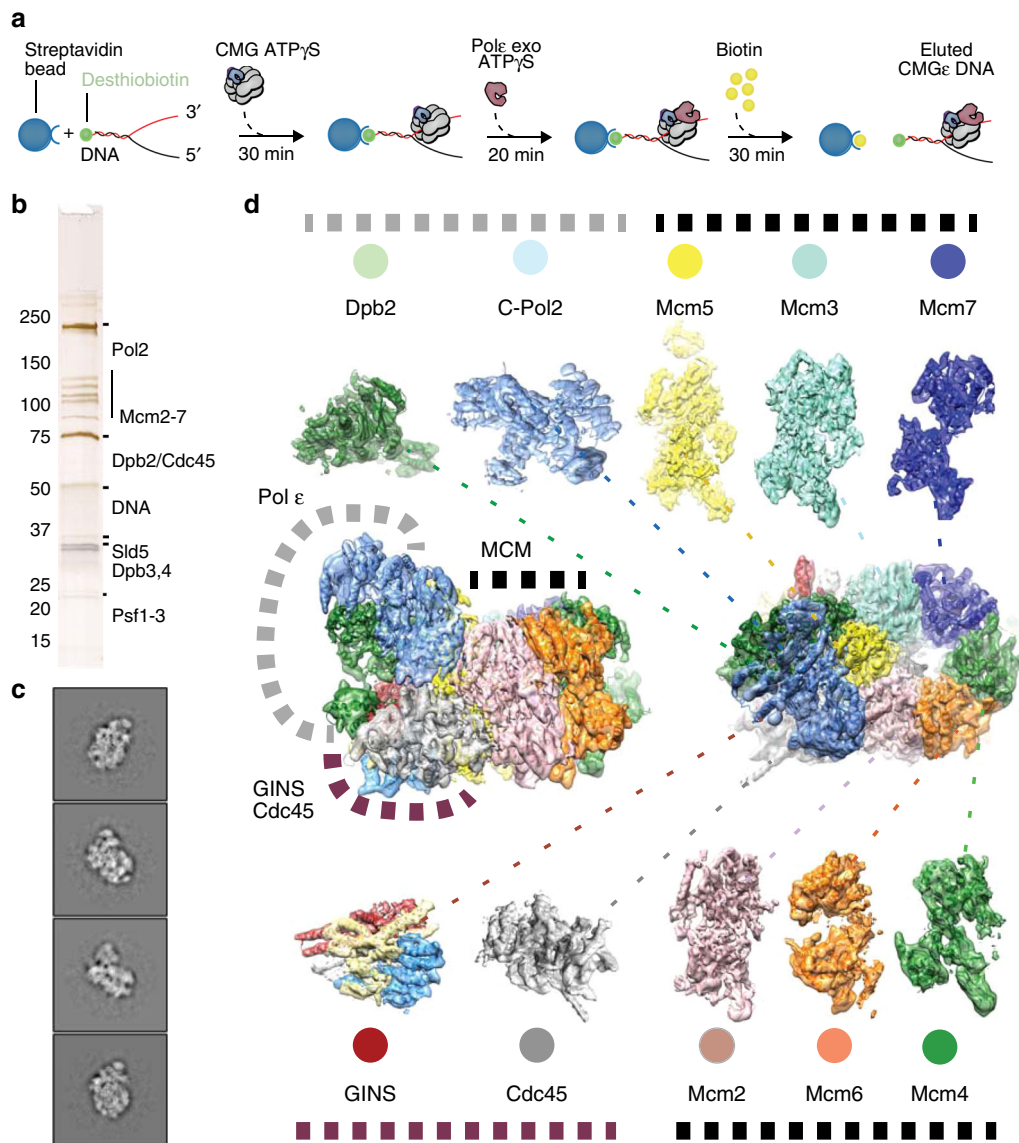 a
Streptavidin
bead
Desthiobiotin
+
DNA
3′
5′
CMG ATPγS
30 min
Polε exo
ATPγS
20 min
Biotin
30 min
Eluted
CMGε DNA
b
250
150
100
75
50
37
25
20
15
Pol2
Mcm2-7
Dpb2/Cdc45
DNA
Sld5
Dpb3,4
Psf1-3
c
d
Dpb2 C-Pol2 Mcm5 Mcm3 Mcm7
Pol ε
MCM
GINS
Cdc45
GINS Cdc45 Mcm2 Mcm6 Mcm4